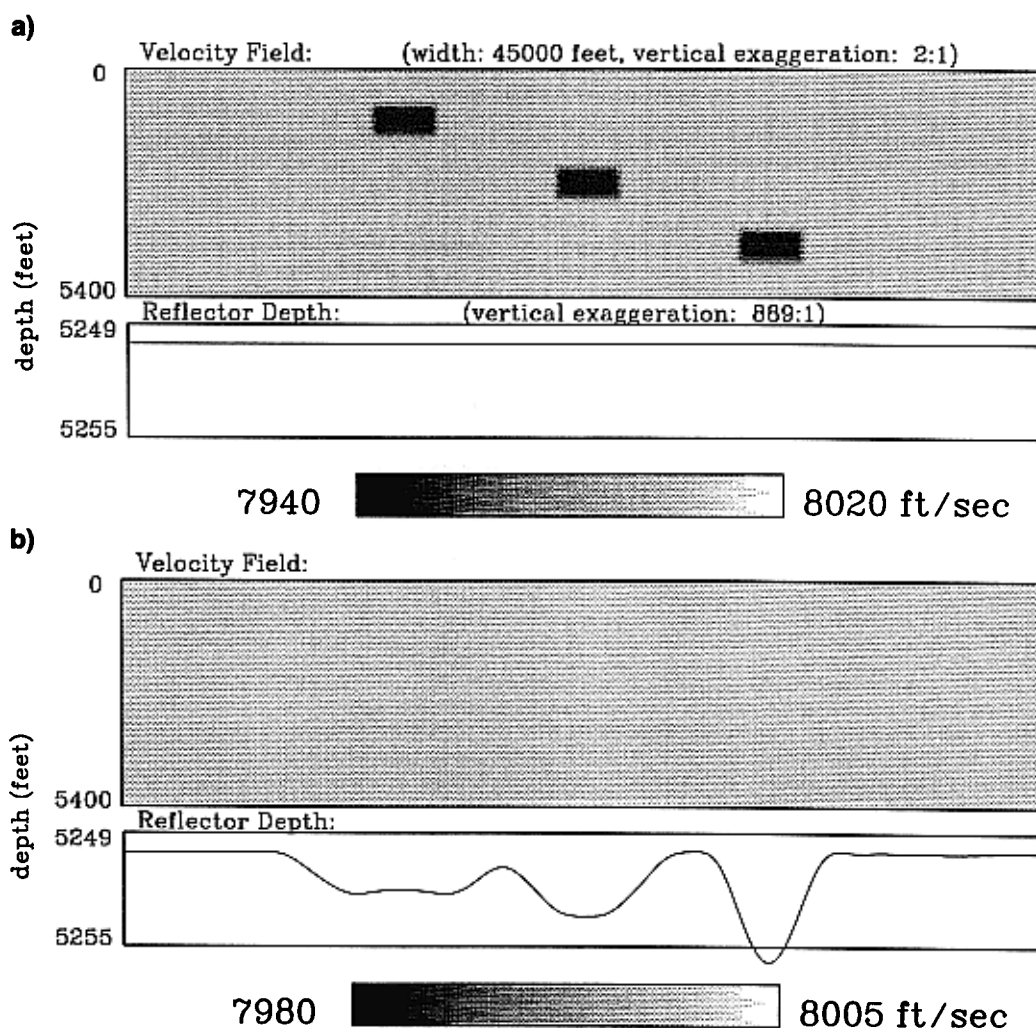 a)
Velocity Field: (width: 45000 feet, vertical exaggeration: 2:1)
0
5400
Reflector Depth: (vertical exaggeration: 889:1)
5249
depth (feet)
5255
7940 8020 ft/sec
b)
Velocity Field:
0
5400
Reflector Depth:
5249
depth (feet)
5255
7980 8005 ft/sec